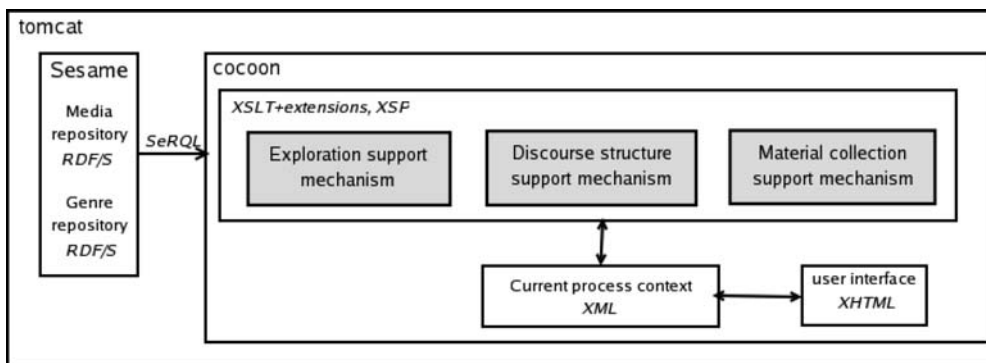 tomcat
Sesame
Media
repository
RDF/S
Genre
repository
RDF/S
SeRQL
cocoon
XSLT+extensions, XSP
Exploration support
mechanism
Discourse structure
support mechanism
Material collection
support mechanism
Current process context
XML
user interface
XHTML